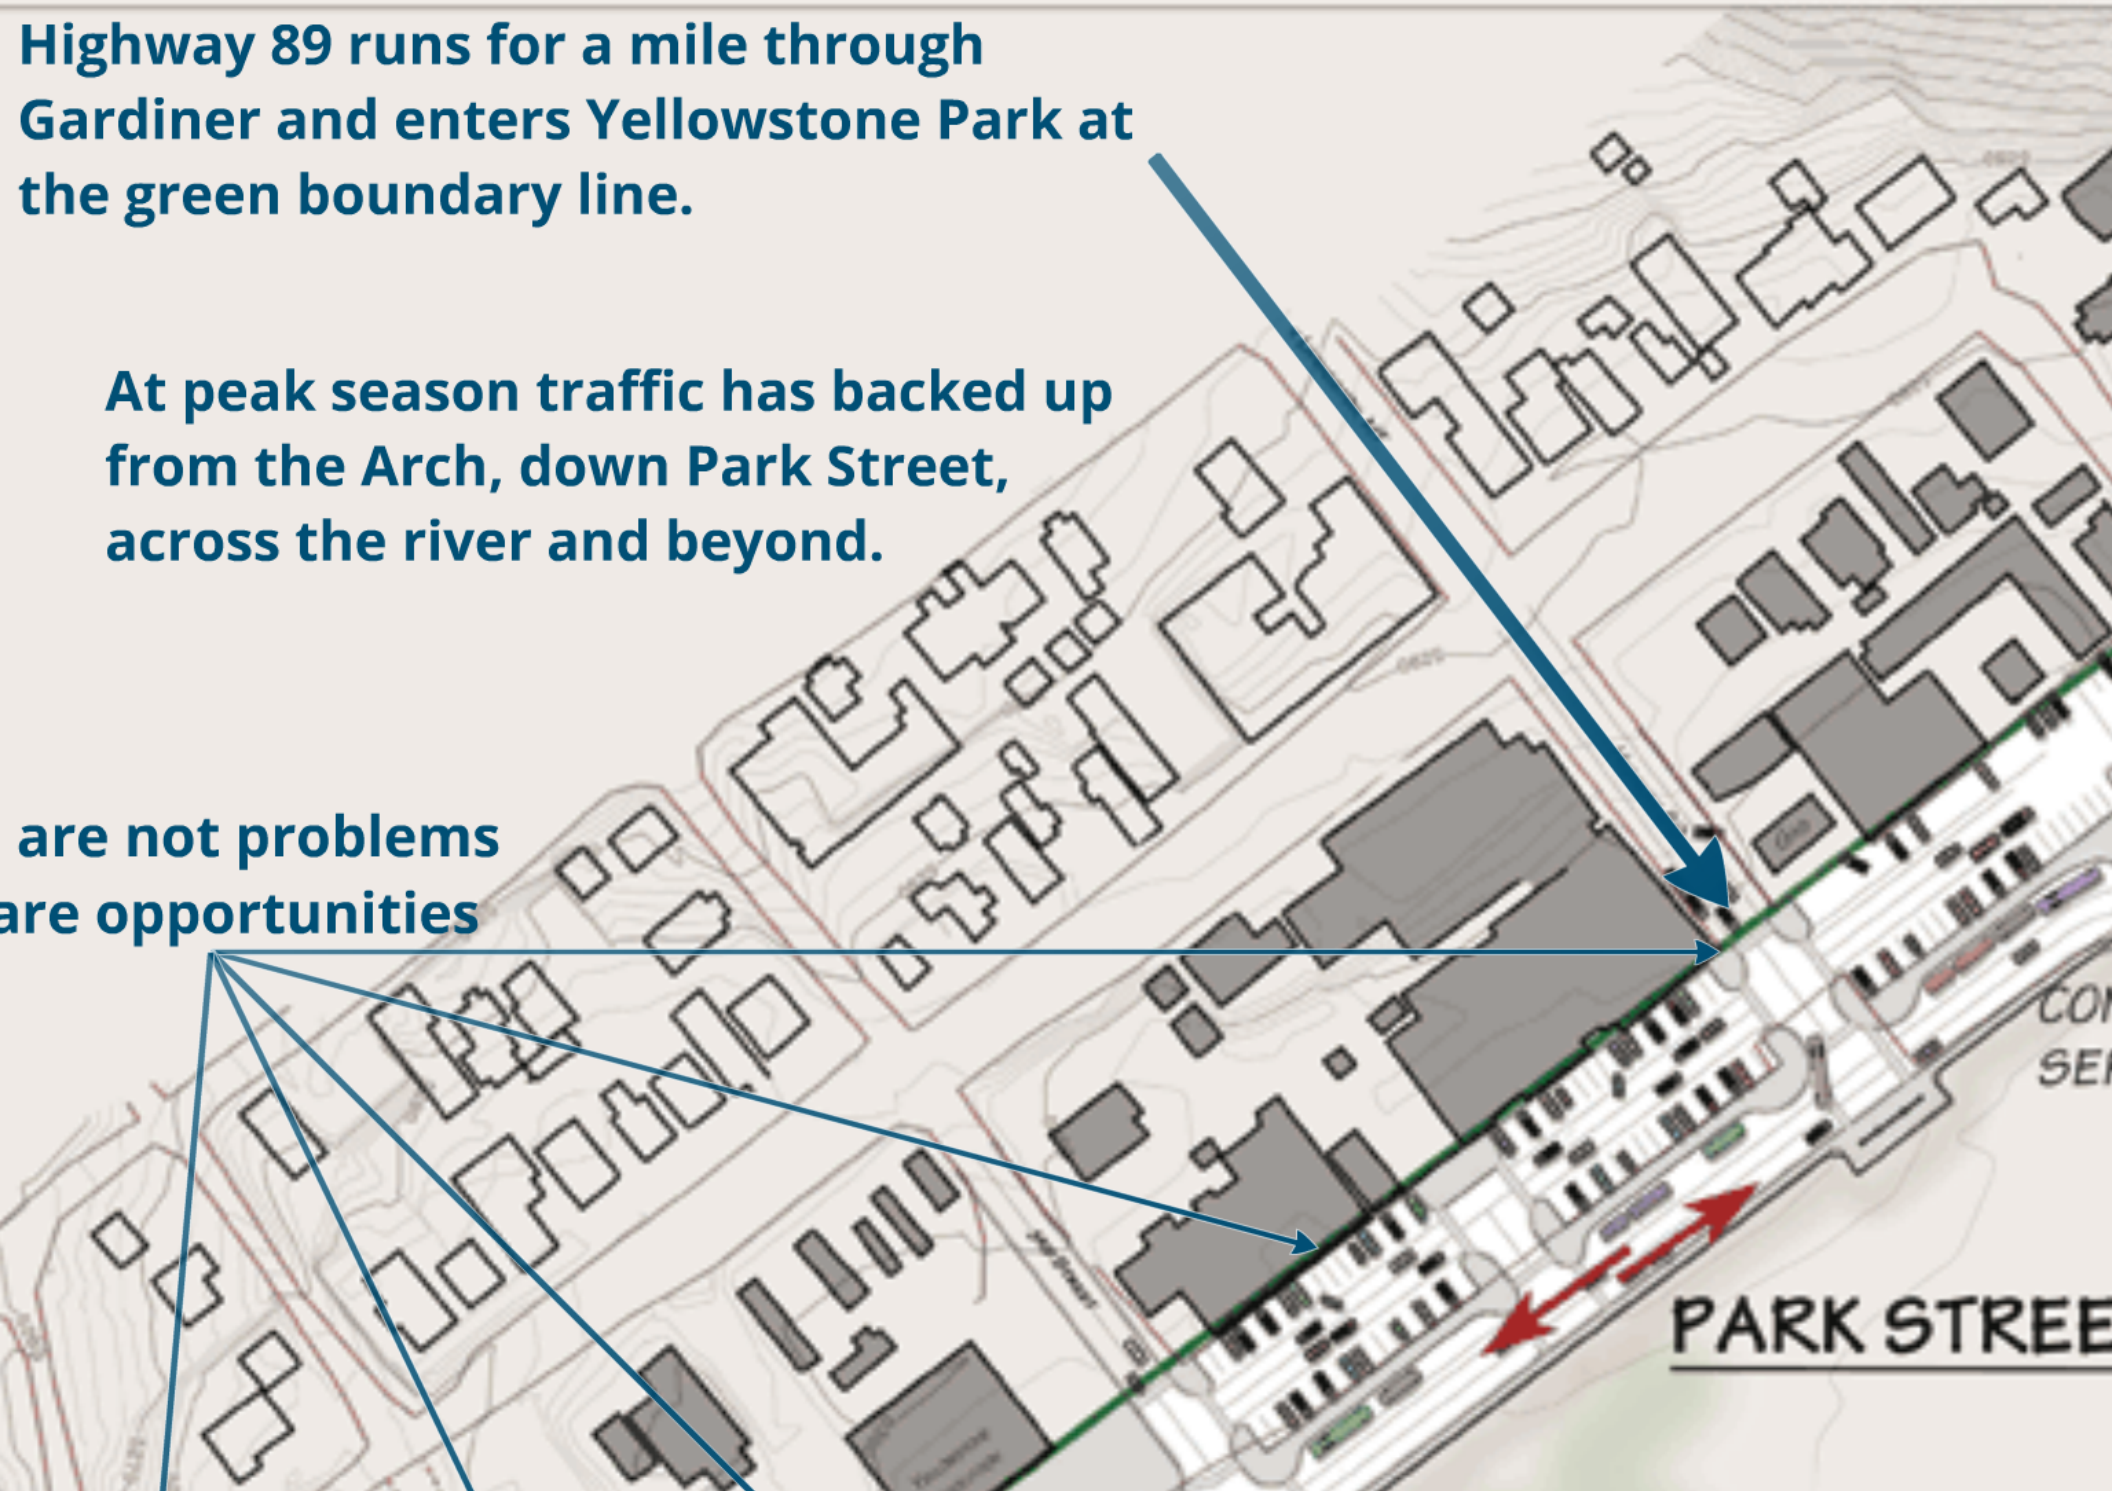 Highway 89 runs for a mile through
Gardiner and enters Yellowstone Park at
the green boundary line.
At peak season traffic has backed up
from the Arch, down Park Street,
across the river and beyond.
are not problems
are opportunities
CON
SER
PARK STREE